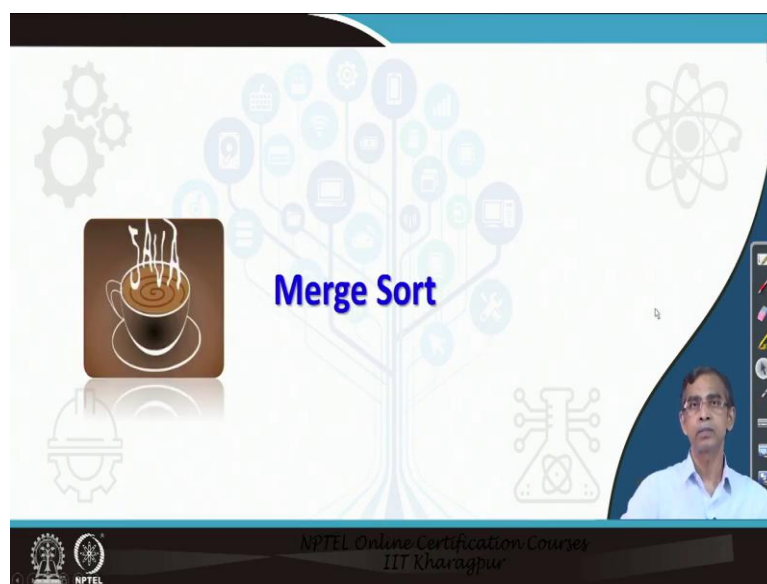 JAVA
Merge Sort
NPTEL Online Certification Courses
IIT Kharagpur
NPTEL